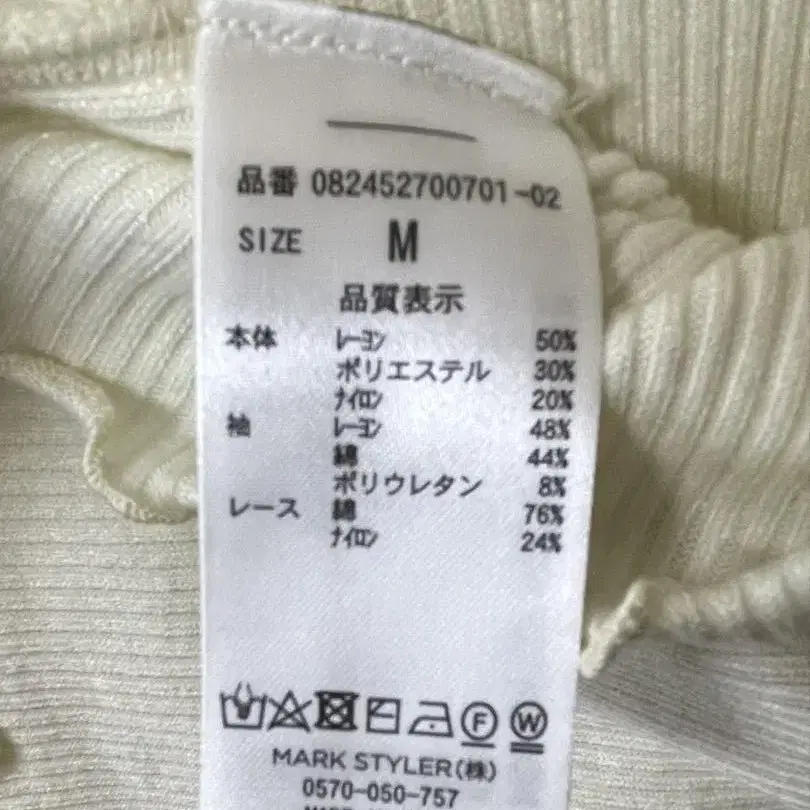 品番 082452700701-02
SIZE M
品質表示
本体 レーヨン 50%
ポリエステル 30%
ナイロン 20%
袖 レーヨン 48%
綿 44%
ポリウレタン 8%
レース 綿 76%
ナイロン 24%
F W
MARK STYLER(株)
0570-050-757